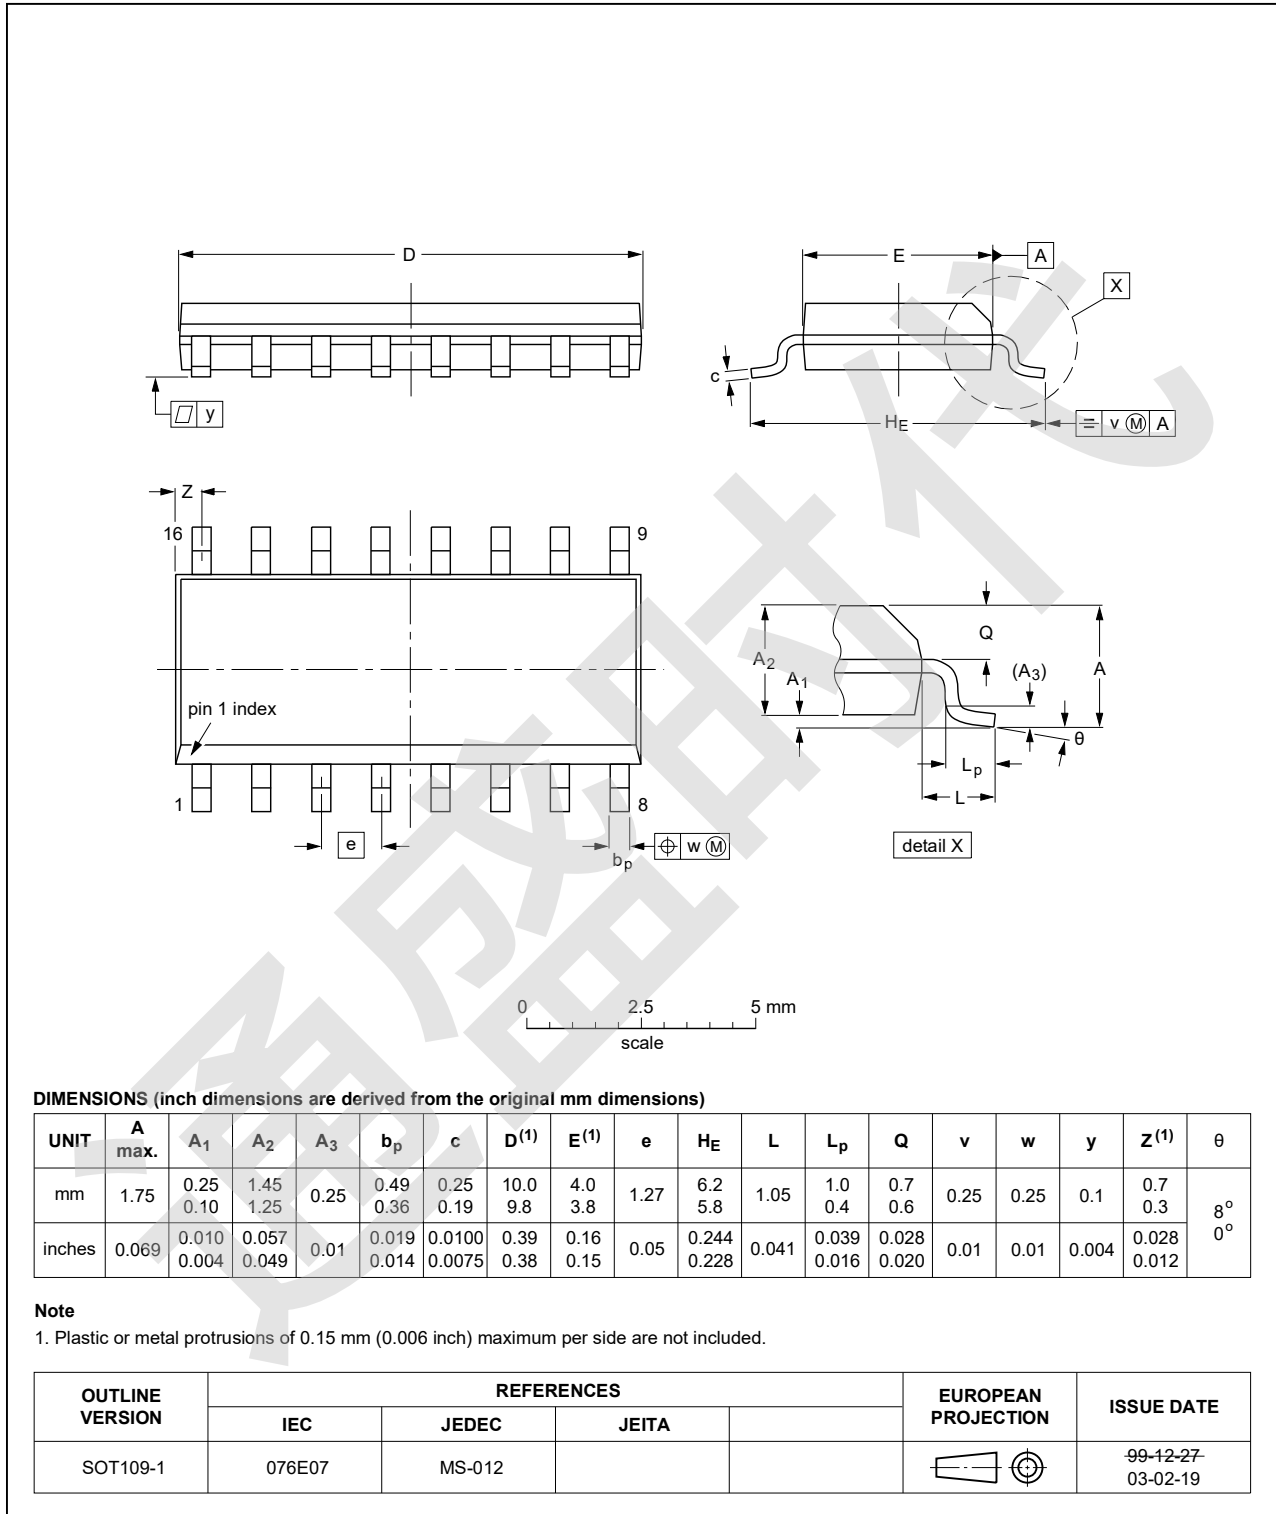 D
E
A
X
c
y
HE
v M A
Z
16
9
pin 1 index
1
8
e
bp
w M
Q
A2
A1
(A3)
A
θ
Lp
L
detail X
0 2.5 5 mm
scale
DIMENSIONS (inch dimensions are derived from the original mm dimensions)
UNIT A max. A1 A2 A3 bp c D(1) E(1) e HE L Lp Q v w y Z(1) θ
mm 1.75 0.25 0.10 1.45 1.25 0.25 0.49 0.36 0.25 0.19 10.0 9.8 4.0 3.8 1.27 6.2 5.8 1.05 1.0 0.4 0.7 0.6 0.25 0.25 0.1 0.7 0.3 8° 0°
inches 0.069 0.010 0.004 0.057 0.049 0.01 0.019 0.014 0.0100 0.0075 0.39 0.38 0.16 0.15 0.05 0.244 0.228 0.041 0.039 0.016 0.028 0.020 0.01 0.01 0.004 0.028 0.012
Note
1. Plastic or metal protrusions of 0.15 mm (0.006 inch) maximum per side are not included.
OUTLINE VERSION REFERENCES EUROPEAN PROJECTION ISSUE DATE
IEC JEDEC JEITA
SOT109-1 076E07 MS-012 99-12-27
03-02-19
通盛时代